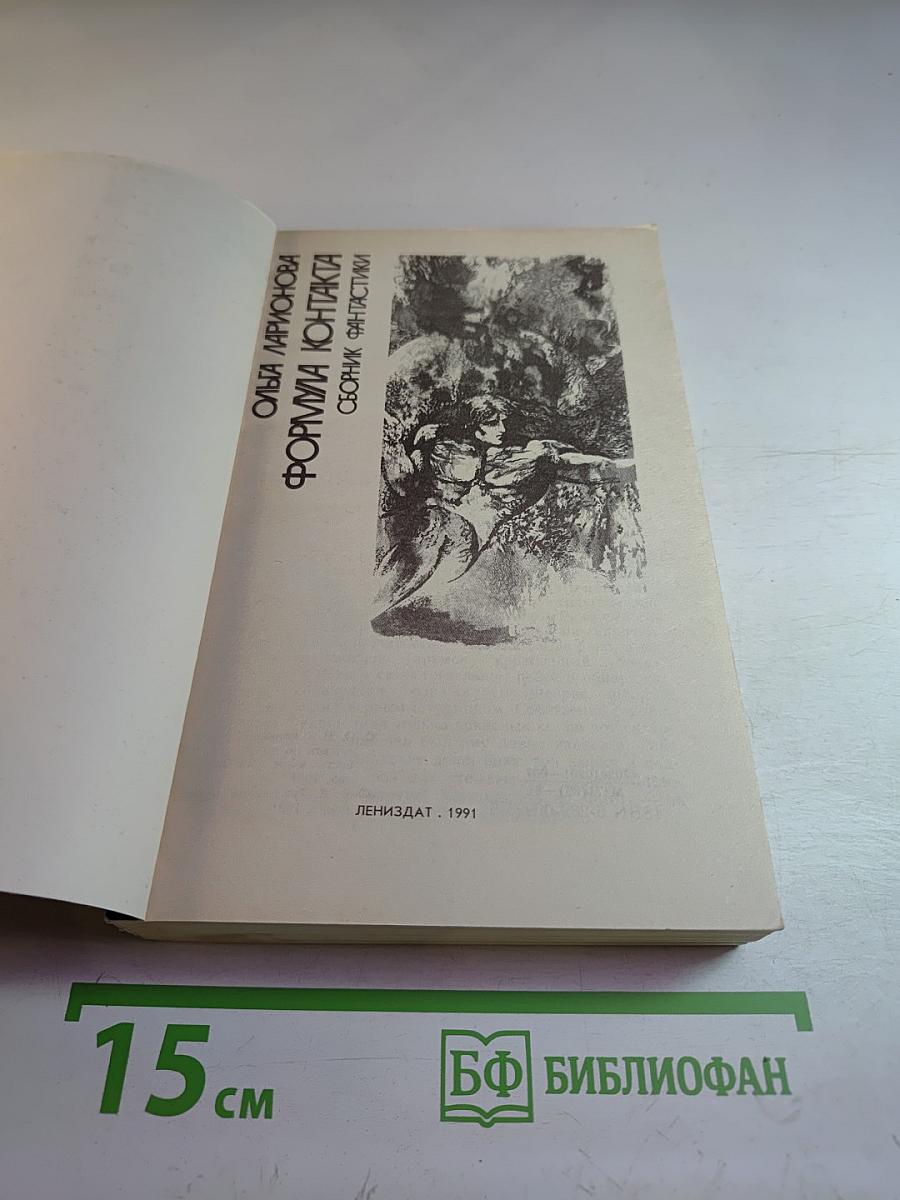 ОЛЬГА ЛАРИОНОВА
ФОРМУЛА КОНТАКТА
СБОРНИК ФАНТАСТИКИ
ЛЕНИЗДАТ . 1991
15 см
БФ БИБЛИОФАН